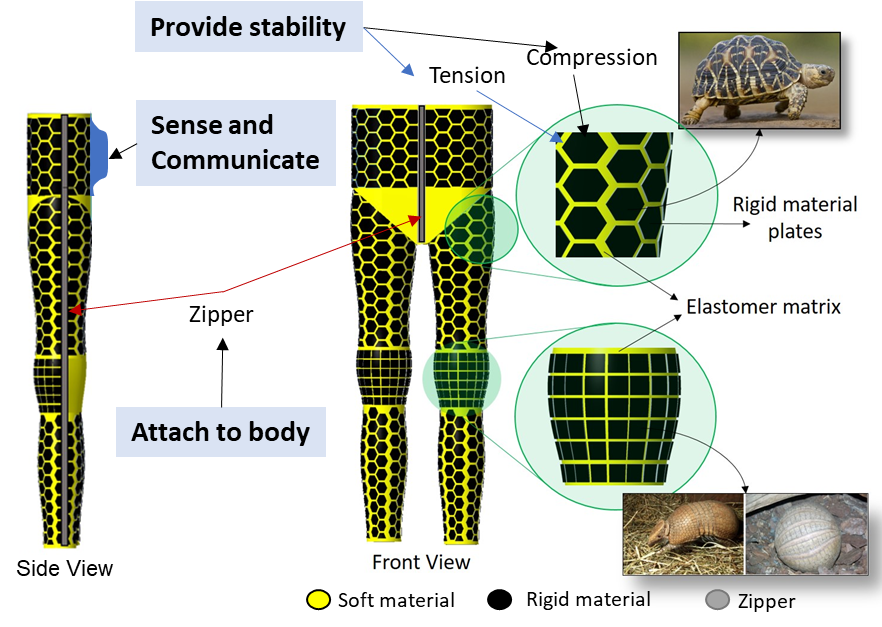 Provide stability
Tension
Compression
Sense and
Communicate
Rigid material
plates
Elastomer matrix
Zipper
Attach to body
Side View
Front View
Soft material
Rigid material
Zipper